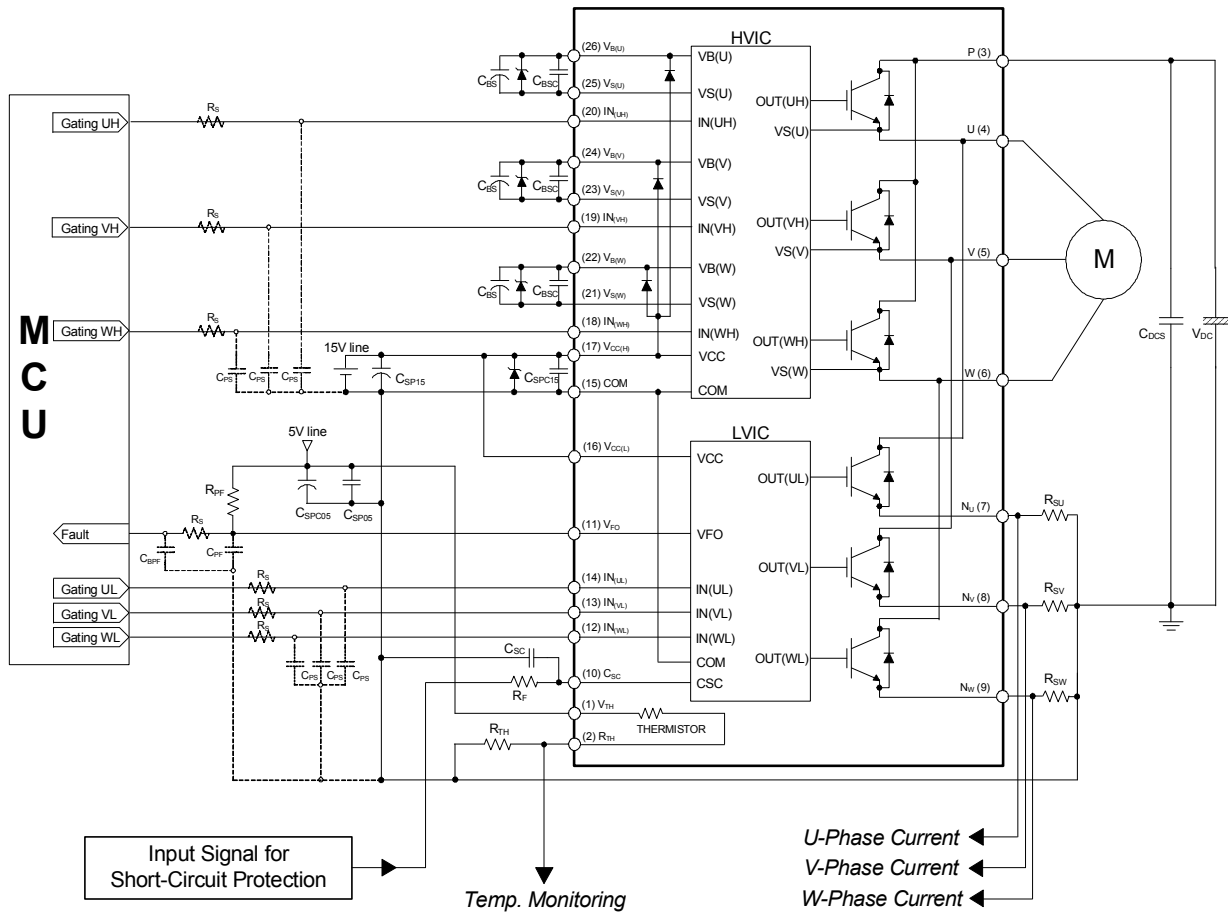 HVIC
(26) VB(U)
VB(U)
P (3)
CBS
CBSC
(25) VS(U)
VS(U)
OUT(UH)
RS
Gating UH
(20) IN(UH)
IN(UH)
VS(U)
U (4)
(24) VB(V)
VB(V)
CBS
CBSC
(23) VS(V)
VS(V)
OUT(VH)
RS
Gating VH
(19) IN(VH)
IN(VH)
VS(V)
V (5)
M
(22) VB(W)
VB(W)
CBS
CBSC
(21) VS(W)
VS(W)
RS
Gating WH
(18) IN(WH)
IN(WH)
OUT(WH)
CDCS
VDC
MCU
15V line
(17) VCC(H)
VCC
VS(W)
W (6)
CPS
CPS
CPS
CSP15
CSPC15
(15) COM
COM
5V line
LVIC
(16) VCC(L)
VCC
OUT(UL)
RPF
CSPC05
CSP05
NU (7)
RSU
RS
Fault
(11) VFO
VFO
CBPF
CPF
OUT(VL)
RS
Gating UL
(14) IN(UL)
IN(UL)
RS
Gating VL
(13) IN(VL)
IN(VL)
NV (8)
RSV
RS
Gating WL
(12) IN(WL)
IN(WL)
CSC
COM
OUT(WL)
CPS
CPS
CPS
RF
(10) CSC
CSC
NW (9)
RSW
(1) VTH
THERMISTOR
RTH
(2) RTH
Input Signal for
Short-Circuit Protection
Temp. Monitoring
U-Phase Current
V-Phase Current
W-Phase Current